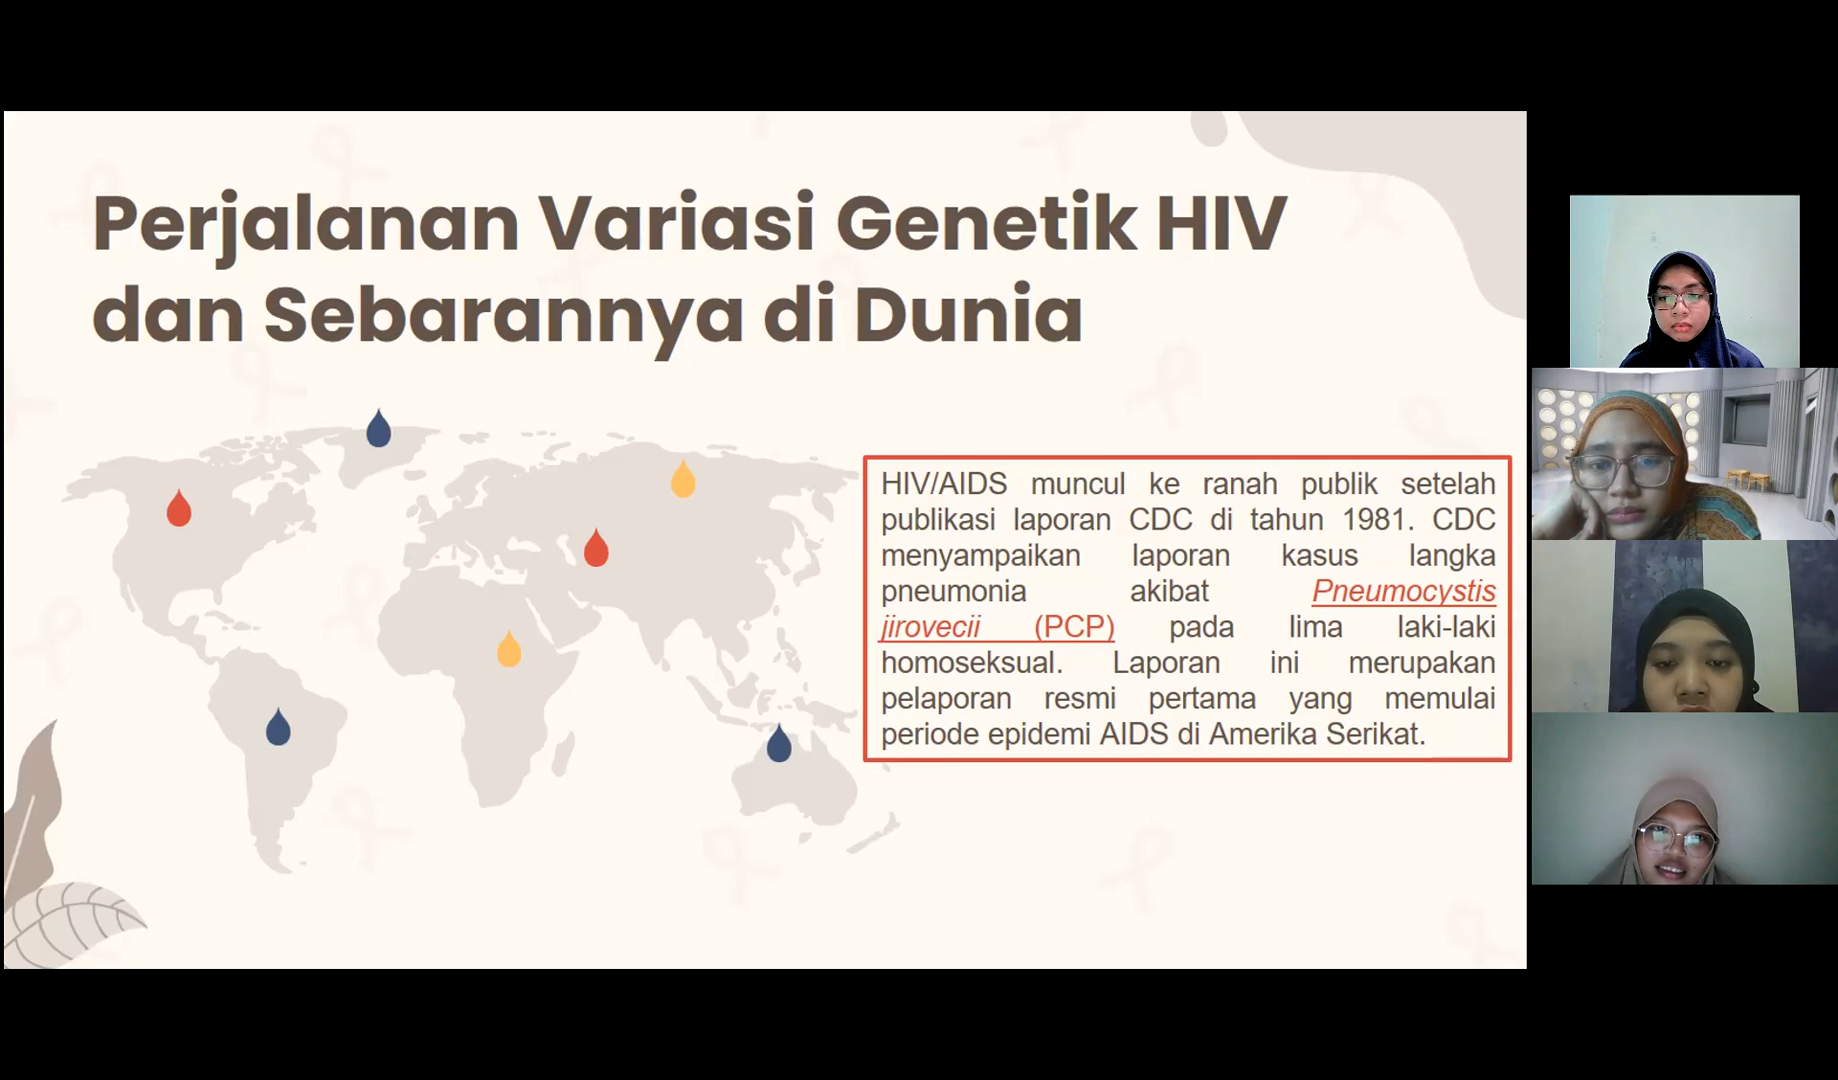 Perjalanan Variasi Genetik HIV
dan Sebarannya di Dunia
HIV/AIDS muncul ke ranah publik setelah
publikasi laporan CDC di tahun 1981. CDC
menyampaikan laporan kasus langka
pneumonia akibat Pneumocystis
jirovecii (PCP) pada lima laki-laki
homoseksual. Laporan ini merupakan
pelaporan resmi pertama yang memulai
periode epidemi AIDS di Amerika Serikat.